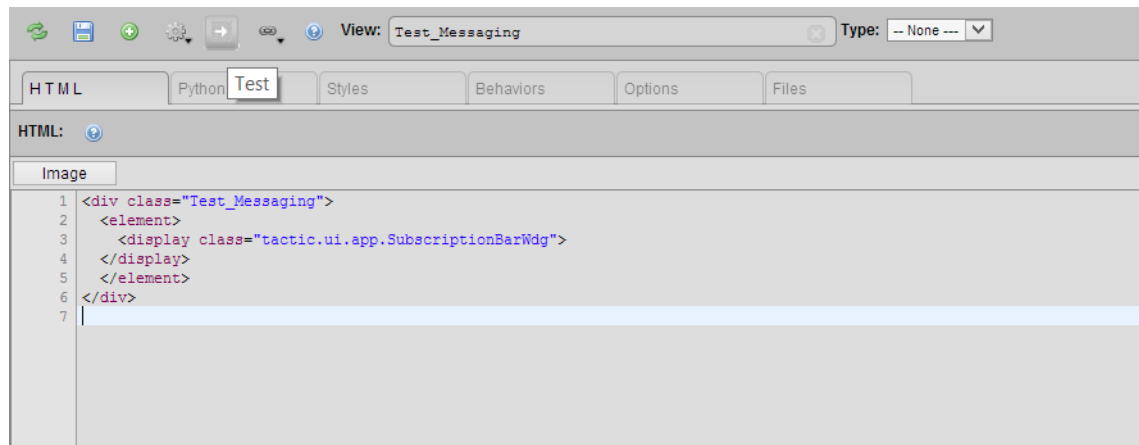 View: Test_Messaging Type: -- None ---
HTML Python Test Styles Behaviors Options Files
HTML:
Image
1 <div class="Test_Messaging">
2 <element>
3 <display class="tactic.ui.app.SubscriptionBarWdg">
4 </display>
5 </element>
6 </div>
7